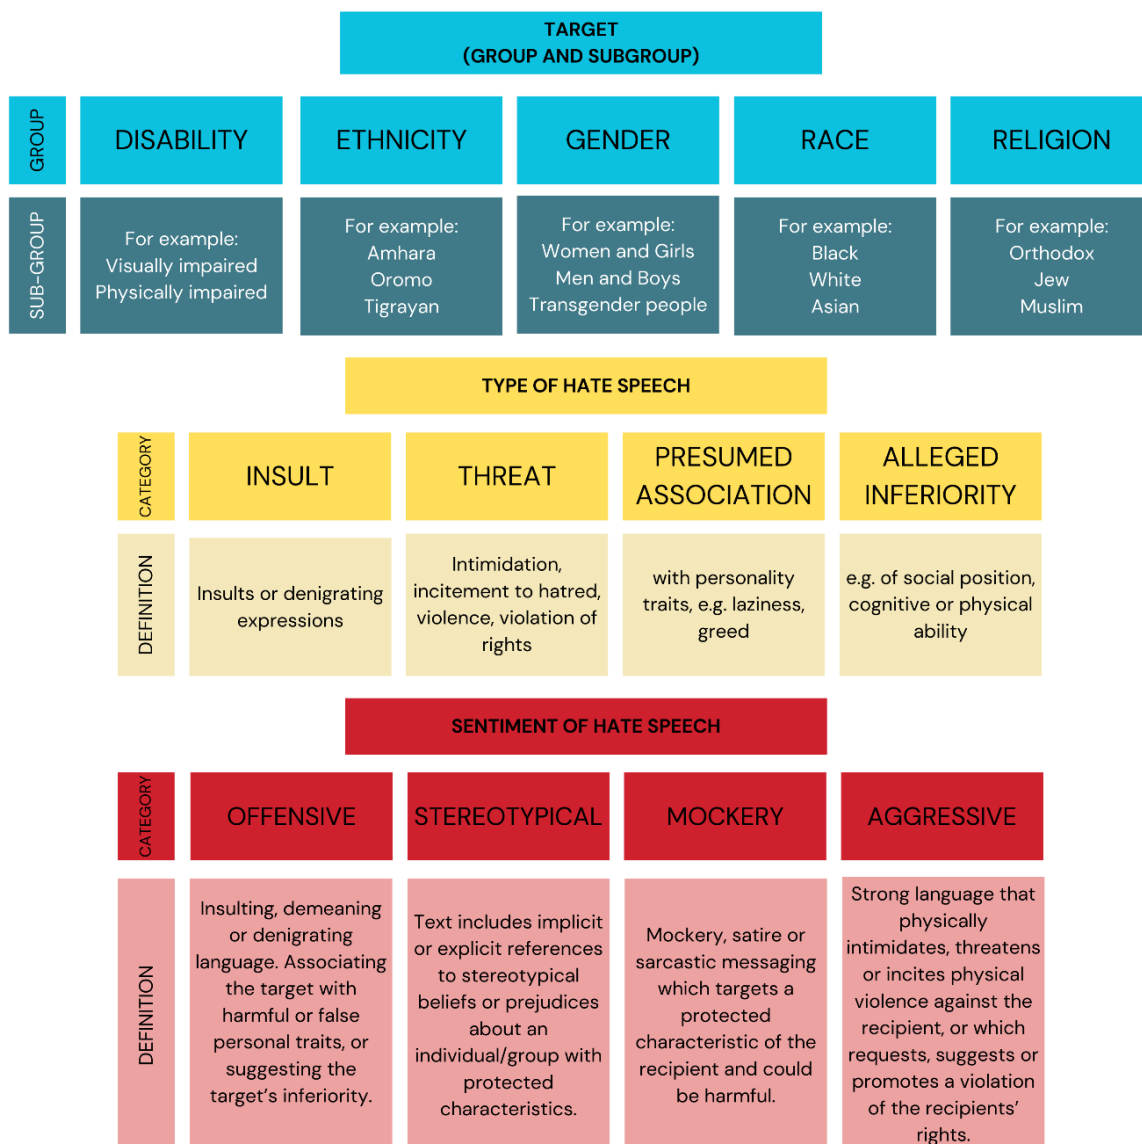 TARGET
(GROUP AND SUBGROUP)
GROUP
DISABILITY
ETHNICITY
GENDER
RACE
RELIGION
SUB-GROUP
For example:
Visually impaired
Physically impaired
For example:
Amhara
Oromo
Tigrayan
For example:
Women and Girls
Men and Boys
Transgender people
For example:
Black
White
Asian
For example:
Orthodox
Jew
Muslim
TYPE OF HATE SPEECH
CATEGORY
INSULT
THREAT
PRESUMED
ASSOCIATION
ALLEGED
INFERIORITY
DEFINITION
Insults or denigrating
expressions
Intimidation,
incitement to hatred,
violence, violation of
rights
with personality
traits, e.g. laziness,
greed
e.g. of social position,
cognitive or physical
ability
SENTIMENT OF HATE SPEECH
CATEGORY
OFFENSIVE
STEREOTYPICAL
MOCKERY
AGGRESSIVE
DEFINITION
Insulting, demeaning
or denigrating
language. Associating
the target with
harmful or false
personal traits, or
suggesting the
target's inferiority.
Text includes implicit
or explicit references
to stereotypical
beliefs or prejudices
about an
individual/group with
protected
characteristics.
Mockery, satire or
sarcastic messaging
which targets a
protected
characteristic of the
recipient and could
be harmful.
Strong language that
physically
intimidates, threatens
or incites physical
violence against the
recipient, or which
requests, suggests or
promotes a violation
of the recipients'
rights.